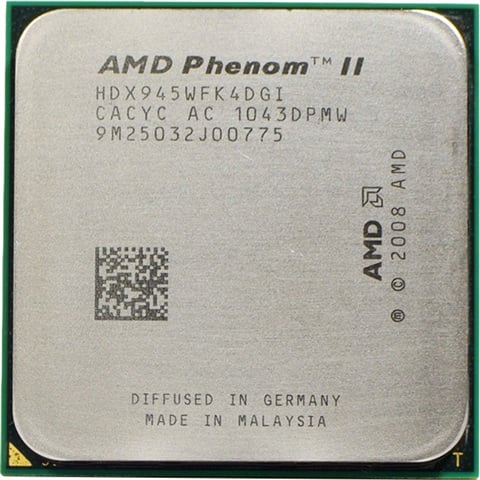 AMD Phenom™ II
HDX945WFK4DGI
CACYC AC 1043DPMW
9M25032J00775
AMD
® © 2008 AMD
DIFFUSED IN GERMANY
MADE IN MALAYSIA
T